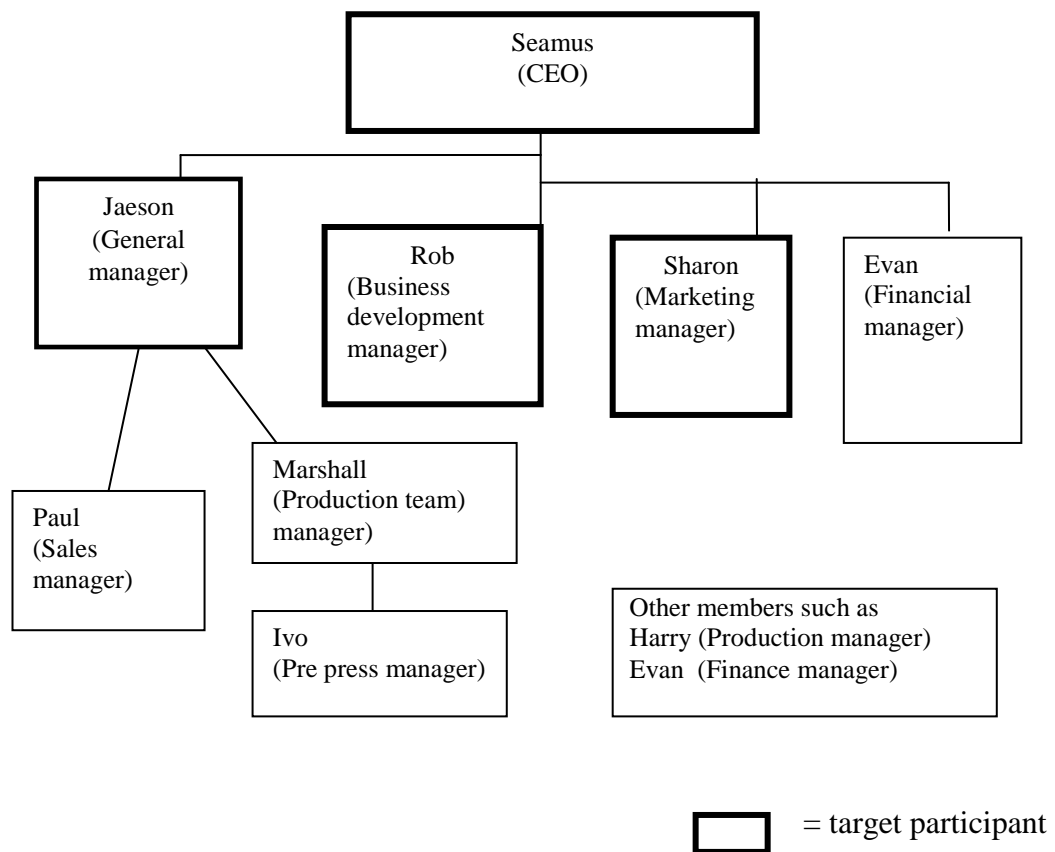 Seamus
(CEO)
Jaeson
(General
manager)
Rob
(Business
development
manager)
Sharon
(Marketing
manager)
Evan
(Financial
manager)
Paul
(Sales
manager)
Marshall
(Production team)
manager)
Ivo
(Pre press manager)
Other members such as
Harry (Production manager)
Evan (Finance manager)
= target participant